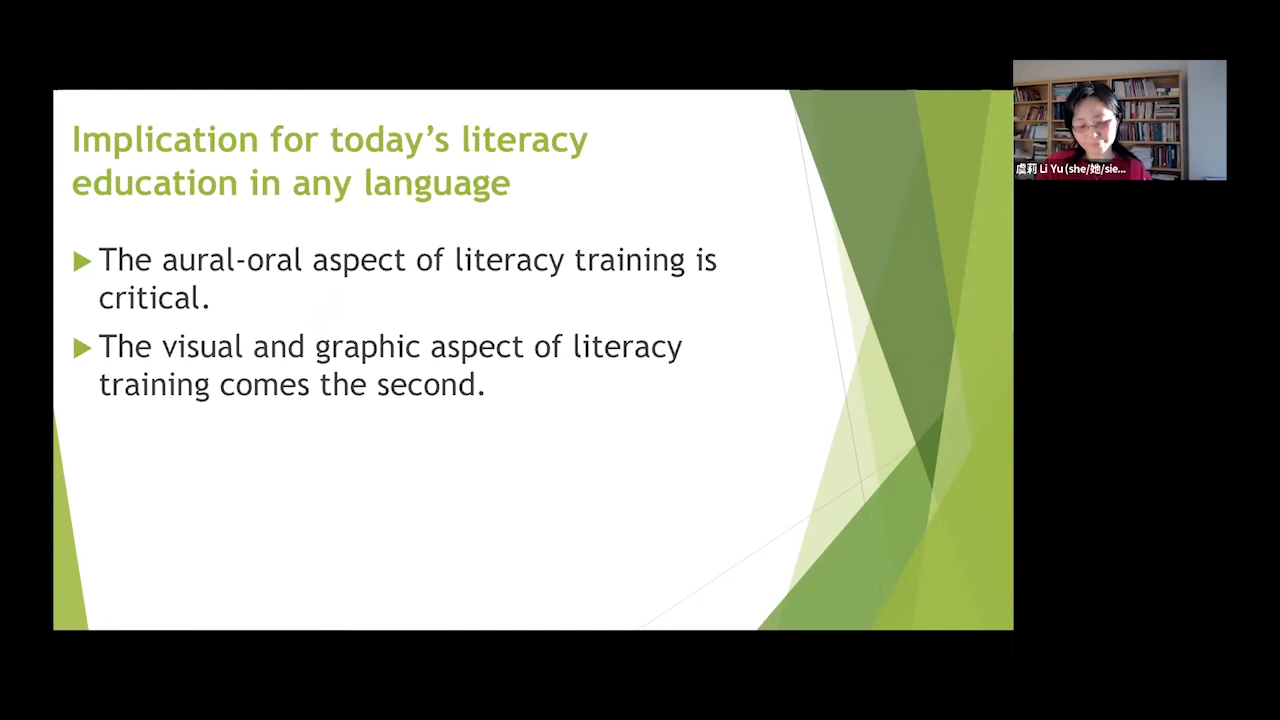 Implication for today's literacy
education in any language
The aural-oral aspect of literacy training is
critical.
The visual and graphic aspect of literacy
training comes the second.
虞莉 Li Yu (she/她/sie...